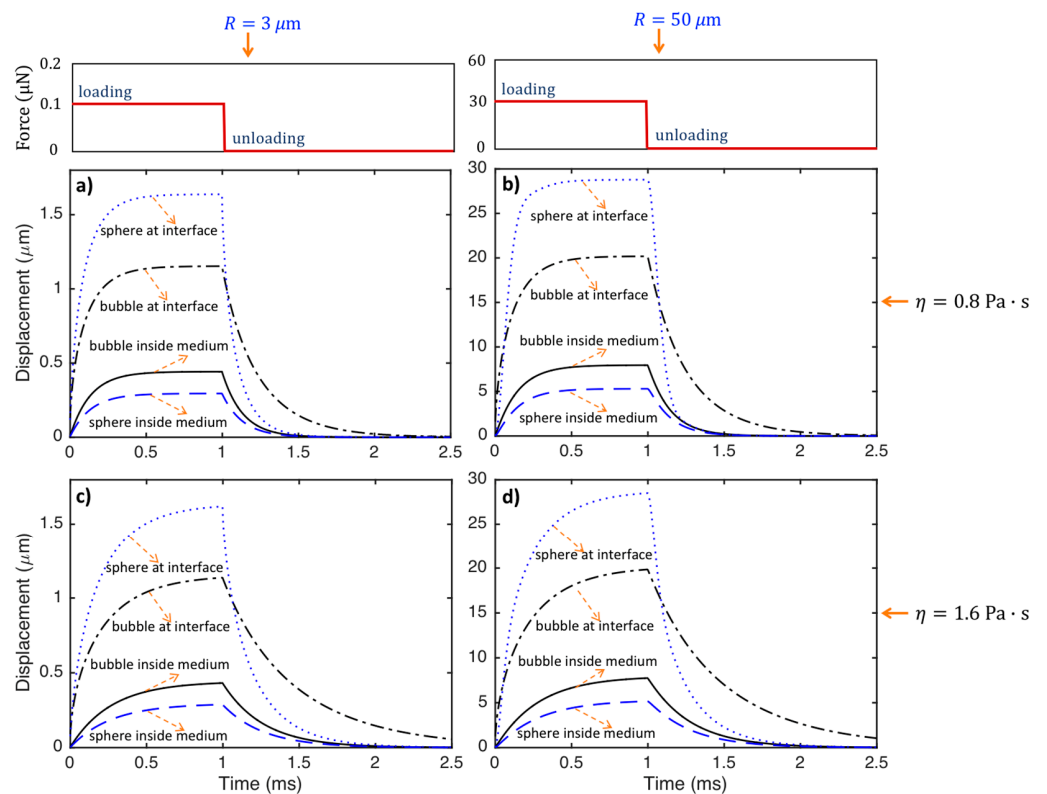 R = 3 μm
R = 50 μm
Force (μN)
0.2
0.1
0
loading
unloading
60
30
0
loading
unloading
a)
Displacement (μm)
1.5
1
0.5
0
sphere at interface
bubble at interface
bubble inside medium
sphere inside medium
0 0.5 1 1.5 2 2.5
b)
30
25
20
15
10
5
0
sphere at interface
bubble at interface
bubble inside medium
sphere inside medium
0 0.5 1 1.5 2 2.5
η = 0.8 Pa · s
c)
Displacement (μm)
1.5
1
0.5
0
sphere at interface
bubble at interface
bubble inside medium
sphere inside medium
0 0.5 1 1.5 2 2.5
Time (ms)
d)
30
25
20
15
10
5
0
sphere at interface
bubble at interface
bubble inside medium
sphere inside medium
0 0.5 1 1.5 2 2.5
Time (ms)
η = 1.6 Pa · s